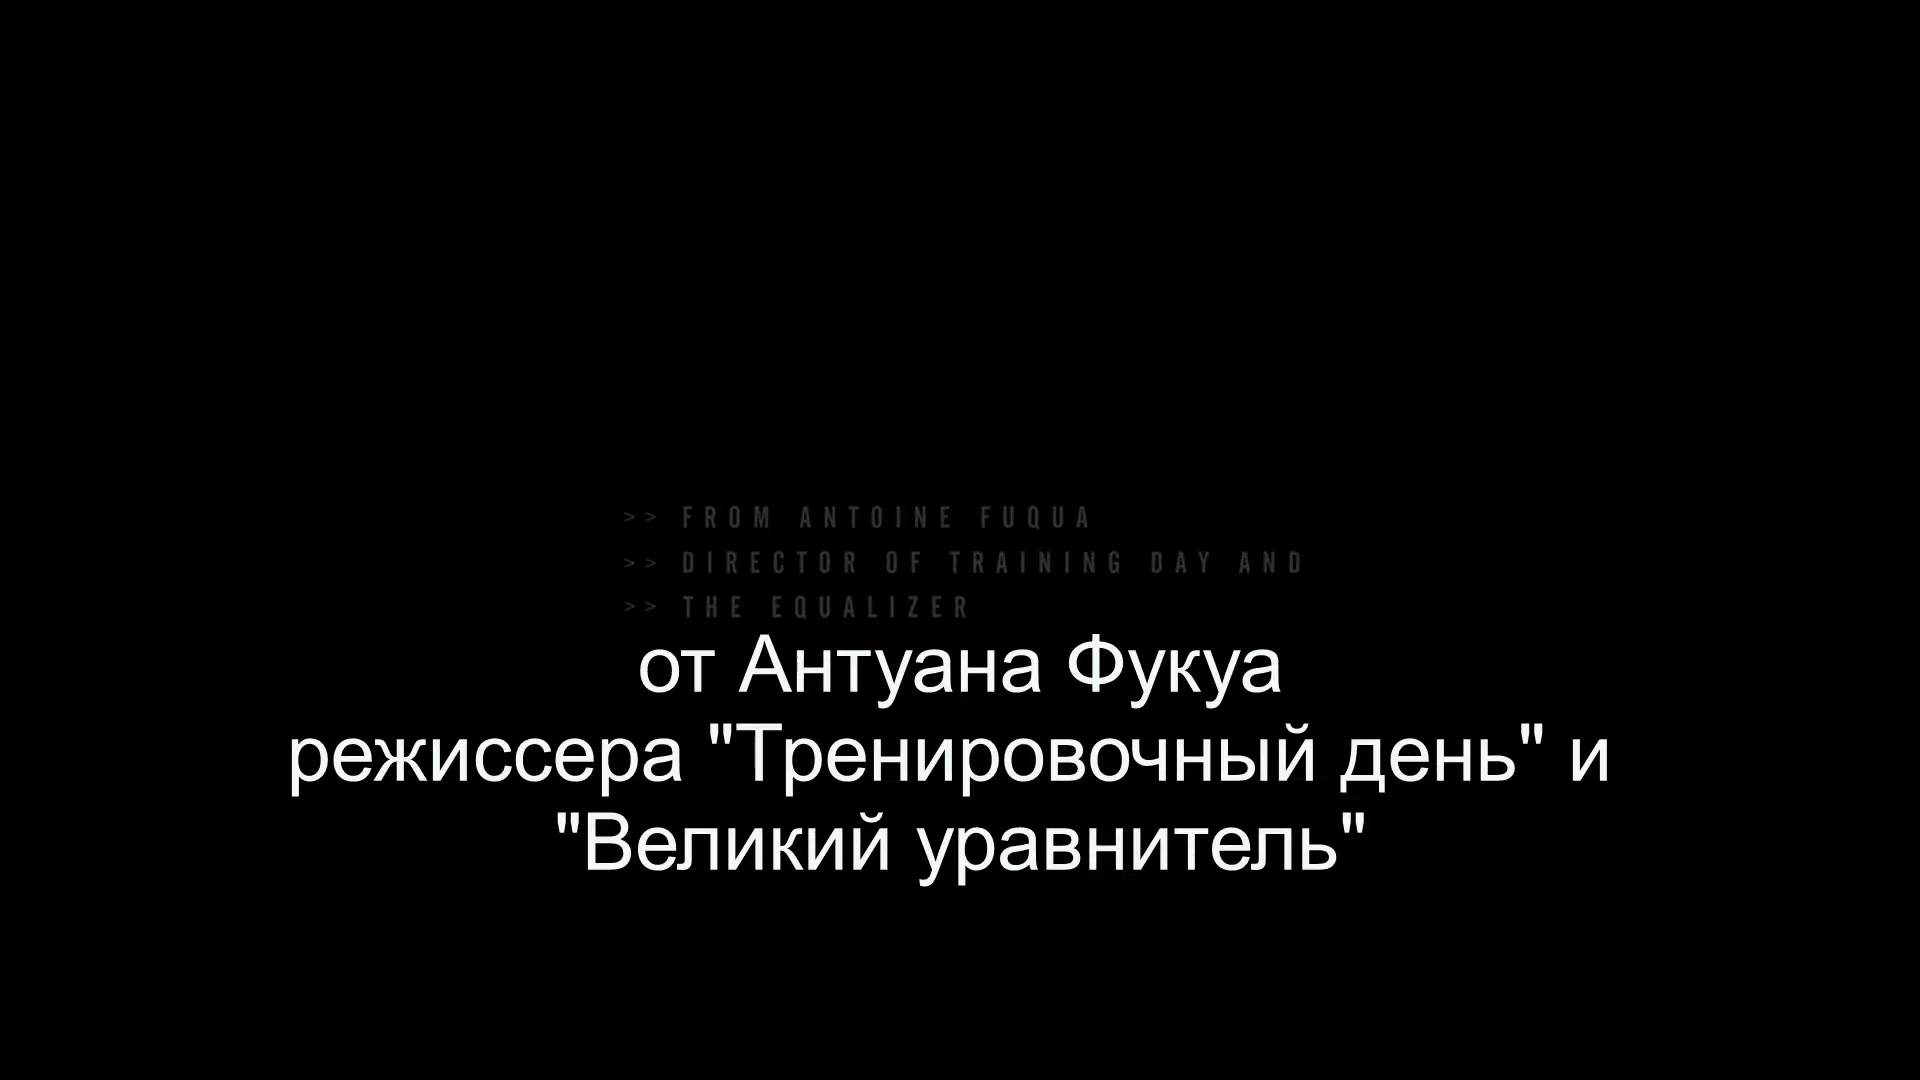 >> FROM ANTOINE FUQUA
>> DIRECTOR OF TRAINING DAY AND
>> THE EQUALIZER
от Антуана Фукуа
режиссера "Тренировочный день" и
"Великий уравнитель"